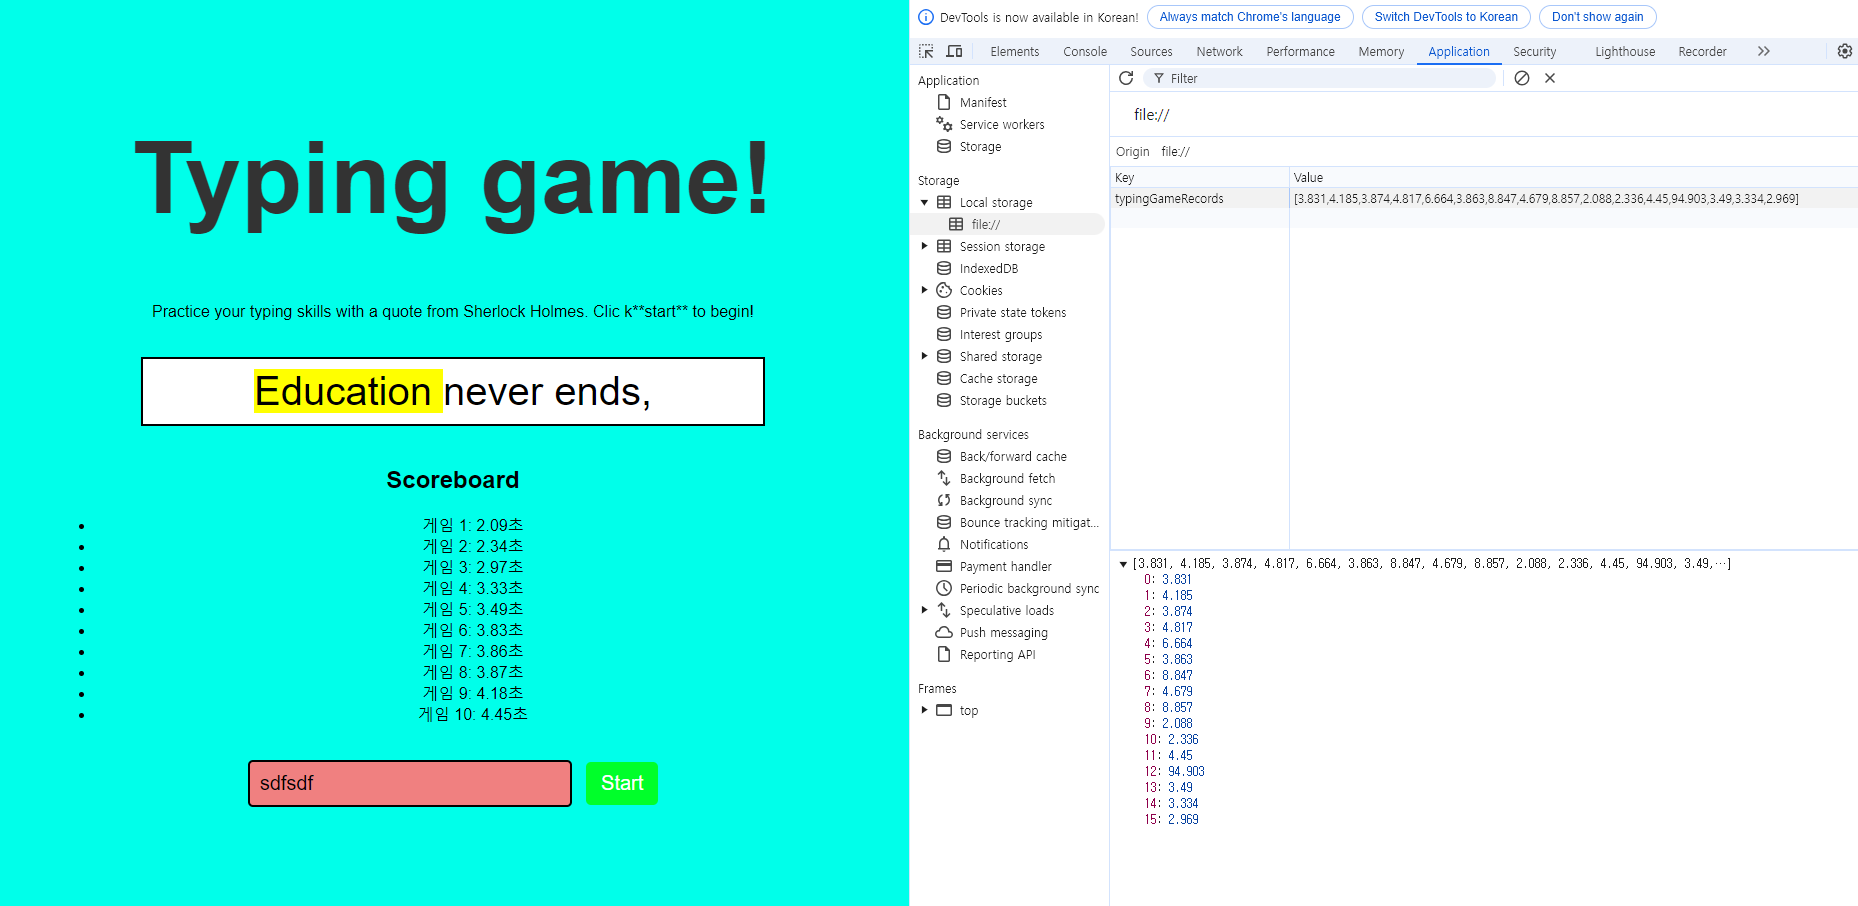 Typing game!
Practice your typing skills with a quote from Sherlock Holmes. Clic k**start** to begin!
Education never ends,
Scoreboard
게임 1: 2.09초
게임 2: 2.34초
게임 3: 2.97초
게임 4: 3.33초
게임 5: 3.49초
게임 6: 3.83초
게임 7: 3.86초
게임 8: 3.87초
게임 9: 4.18초
게임 10: 4.45초
sdfsdf
Start
DevTools is now available in Korean!
Always match Chrome's language
Switch DevTools to Korean
Don't show again
Elements
Console
Sources
Network
Performance
Memory
Application
Security
Lighthouse
Recorder
Application
Manifest
Service workers
Storage
Storage
Local storage
file://
Session storage
IndexedDB
Cookies
Private state tokens
Interest groups
Shared storage
Cache storage
Storage buckets
Background services
Back/forward cache
Background fetch
Background sync
Bounce tracking mitigat...
Notifications
Payment handler
Periodic background sync
Speculative loads
Push messaging
Reporting API
Frames
top
Filter
file://
Origin file://
Key Value
typingGameRecords [3.831,4.185,3.874,4.817,6.664,3.863,8.847,4.679,8.857,2.088,2.336,4.45,94.903,3.49,3.334,2.969]
[3.831, 4.185, 3.874, 4.817, 6.664, 3.863, 8.847, 4.679, 8.857, 2.088, 2.336, 4.45, 94.903, 3.49,…]
0: 3.831
1: 4.185
2: 3.874
3: 4.817
4: 6.664
5: 3.863
6: 8.847
7: 4.679
8: 8.857
9: 2.088
10: 2.336
11: 4.45
12: 94.903
13: 3.49
14: 3.334
15: 2.969